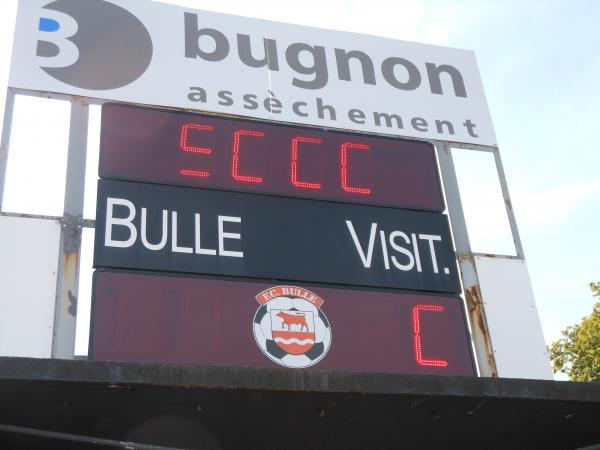 bugnon
assèchement
BULLE VISIT.
F.C. BULLE